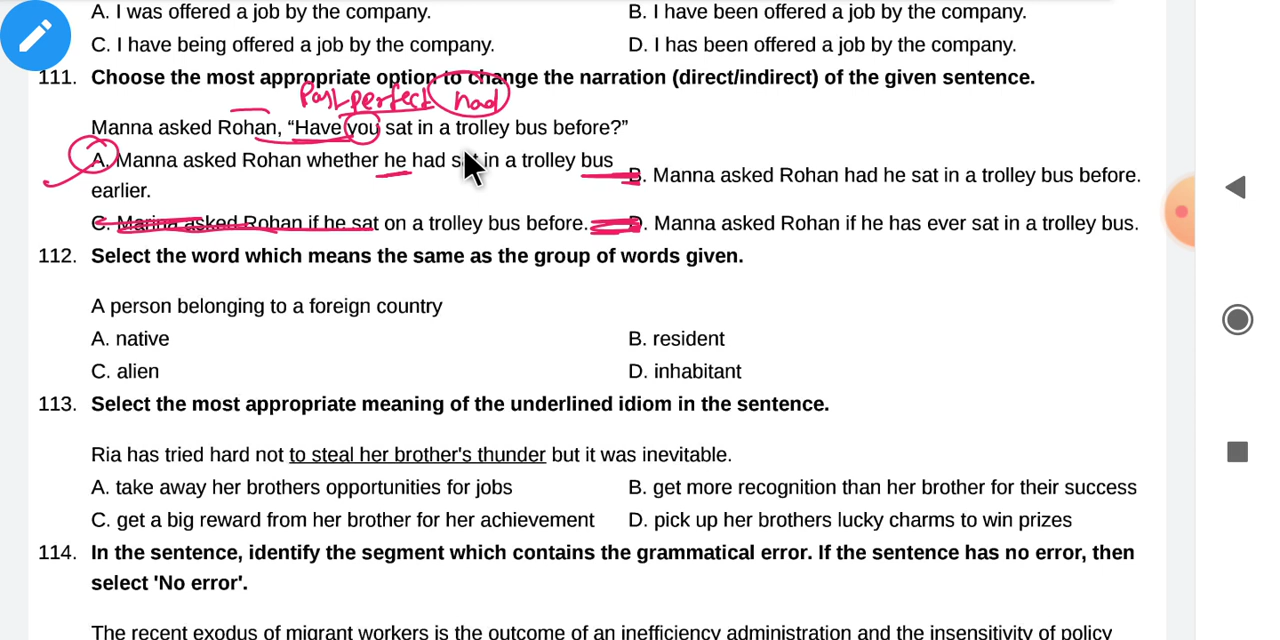 A. I was offered a job by the company. B. I have been offered a job by the company.
C. I have being offered a job by the company. D. I has been offered a job by the company.
111. Choose the most appropriate option to change the narration (direct/indirect) of the given sentence.
Past perfect had
Manna asked Rohan, “Have you sat in a trolley bus before?”
A. Manna asked Rohan whether he had sat in a trolley bus
earlier.
B. Manna asked Rohan had he sat in a trolley bus before.
C. Manna asked Rohan if he sat on a trolley bus before. D. Manna asked Rohan if he has ever sat in a trolley bus.
112. Select the word which means the same as the group of words given.
A person belonging to a foreign country
A. native B. resident
C. alien D. inhabitant
113. Select the most appropriate meaning of the underlined idiom in the sentence.
Ria has tried hard not to steal her brother's thunder but it was inevitable.
A. take away her brothers opportunities for jobs B. get more recognition than her brother for their success
C. get a big reward from her brother for her achievement D. pick up her brothers lucky charms to win prizes
114. In the sentence, identify the segment which contains the grammatical error. If the sentence has no error, then
select 'No error'.
The recent exodus of migrant workers is the outcome of an inefficiency administration and the insensitivity of policy